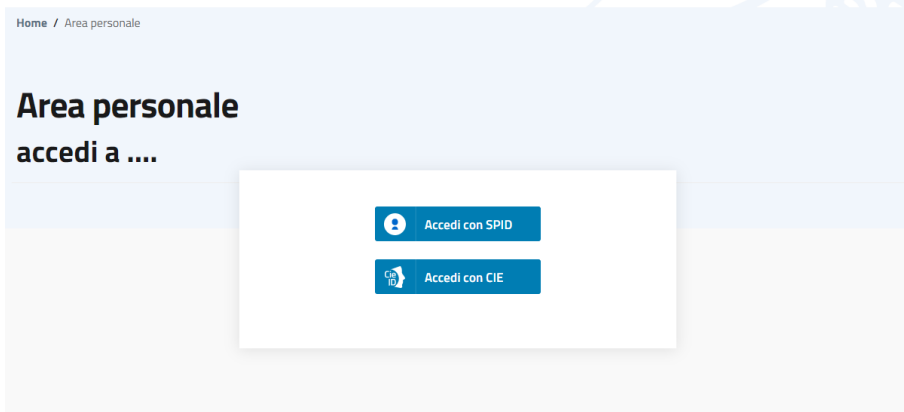 Home / Area personale
Area personale
accedi a ....
Accedi con SPID
Cie
ID
Accedi con CIE